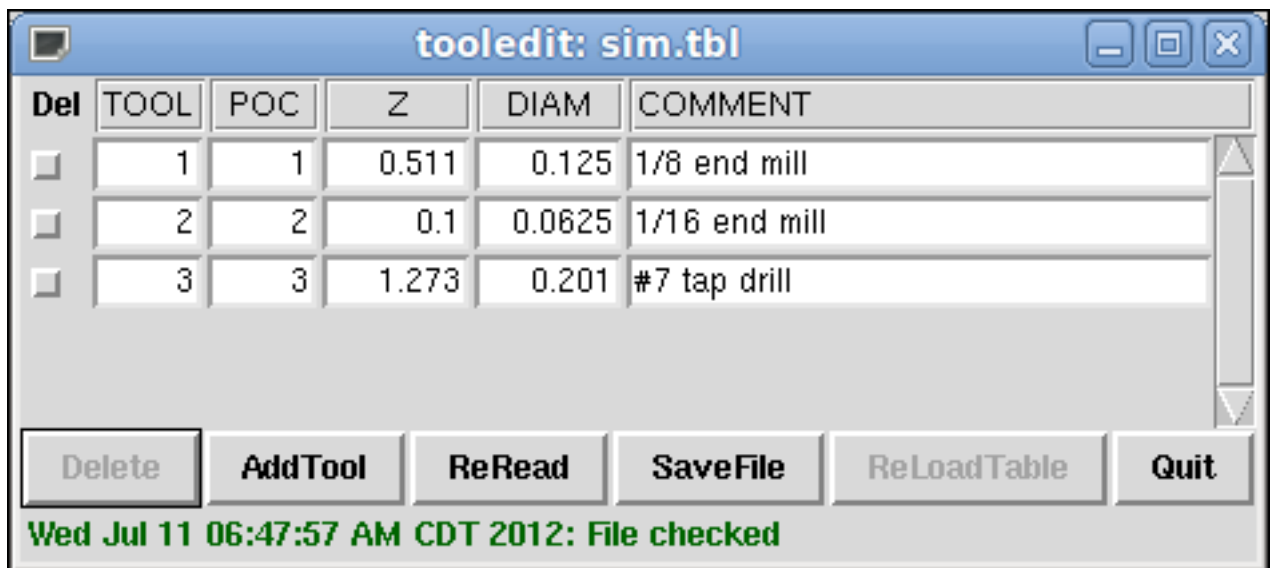 tooledit: sim.tbl
Del TOOL POC Z DIAM COMMENT
1 1 0.511 0.125 1/8 end mill
2 2 0.1 0.0625 1/16 end mill
3 3 1.273 0.201 #7 tap drill
Delete AddTool ReRead SaveFile ReLoadTable Quit
Wed Jul 11 06:47:57 AM CDT 2012: File checked